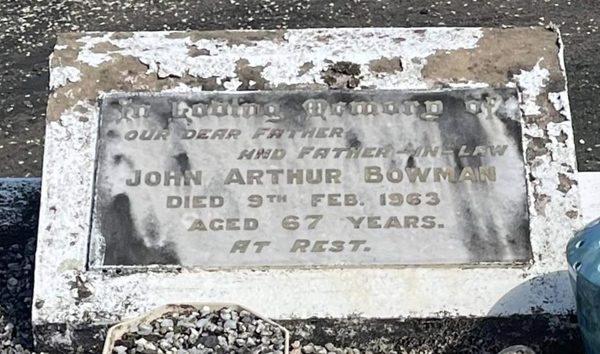 In Loving Memory of
OUR DEAR FATHER
AND FATHER-IN-LAW
JOHN ARTHUR BOWMAN
DIED 9TH FEB. 1963
AGED 67 YEARS.
AT REST.